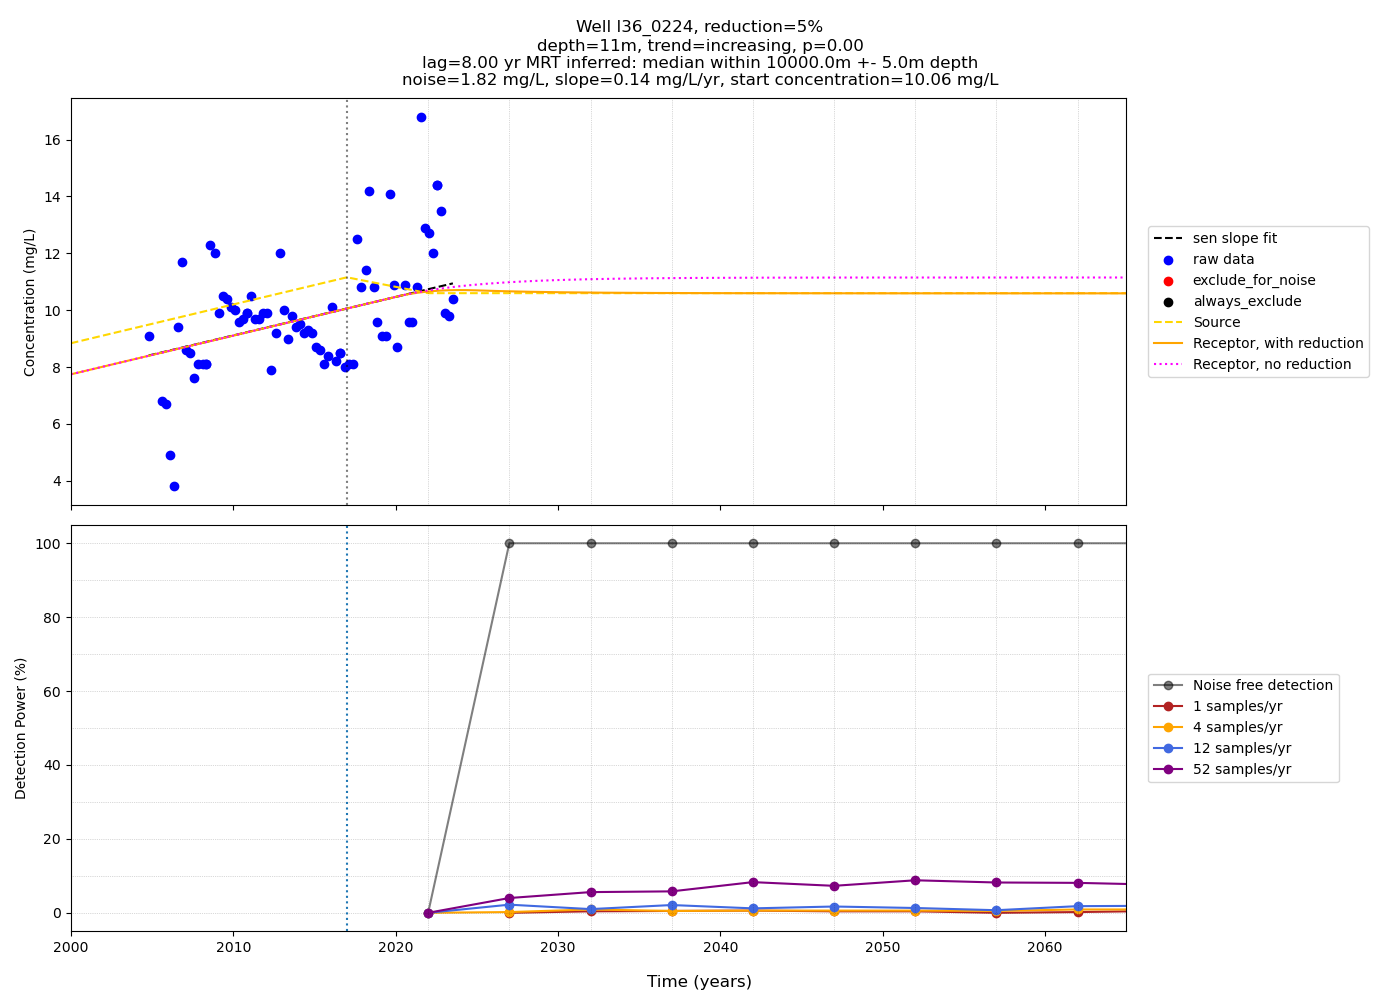 Well l36_0224, reduction=5%
depth=11m, trend=increasing, p=0.00
lag=8.00 yr MRT inferred: median within 10000.0m +- 5.0m depth
noise=1.82 mg/L, slope=0.14 mg/L/yr, start concentration=10.06 mg/L
Concentration (mg/L)
16
14
12
10
8
6
4
sen slope fit
raw data
exclude_for_noise
always_exclude
Source
Receptor, with reduction
Receptor, no reduction
Detection Power (%)
100
80
60
40
20
0
Noise free detection
1 samples/yr
4 samples/yr
12 samples/yr
52 samples/yr
2000 2010 2020 2030 2040 2050 2060
Time (years)